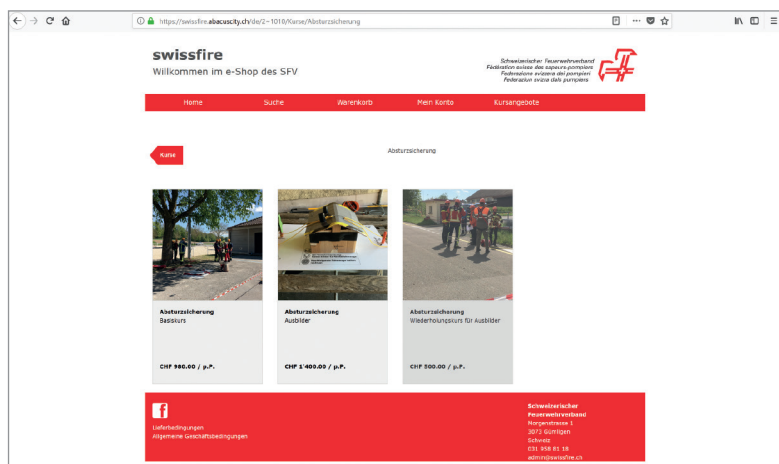 https://swissfire.abacuscity.ch/de/2~1018/Kurse/Absturzsicherung
swissfire
Willkommen im e-Shop des SFV
Schweizerischer Feuerwehrverband
Fédération suisse des sapeurs-pompiers
Federazione svizzera dei pompieri
Federaziun svizra dals pumpiers
Home
Suche
Warenkorb
Mein Konto
Kursangebote
Kurse
Absturzsicherung
Absturzsicherung
Basiskurs
CHF 900.00 / p.P.
Absturzsicherung
Ausbilder
CHF 1'400.00 / p.P.
Absturzsicherung
Wiederholungskurs für Ausbilder
CHF 500.00 / p.P.
Lieferbedingungen
Allgemeine Geschäftsbedingungen
Schweizerischer
Feuerwehrverband
Morgenstrasse 1
3073 Gümligen
Schweiz
031 958 81 18
admin@swissfire.ch